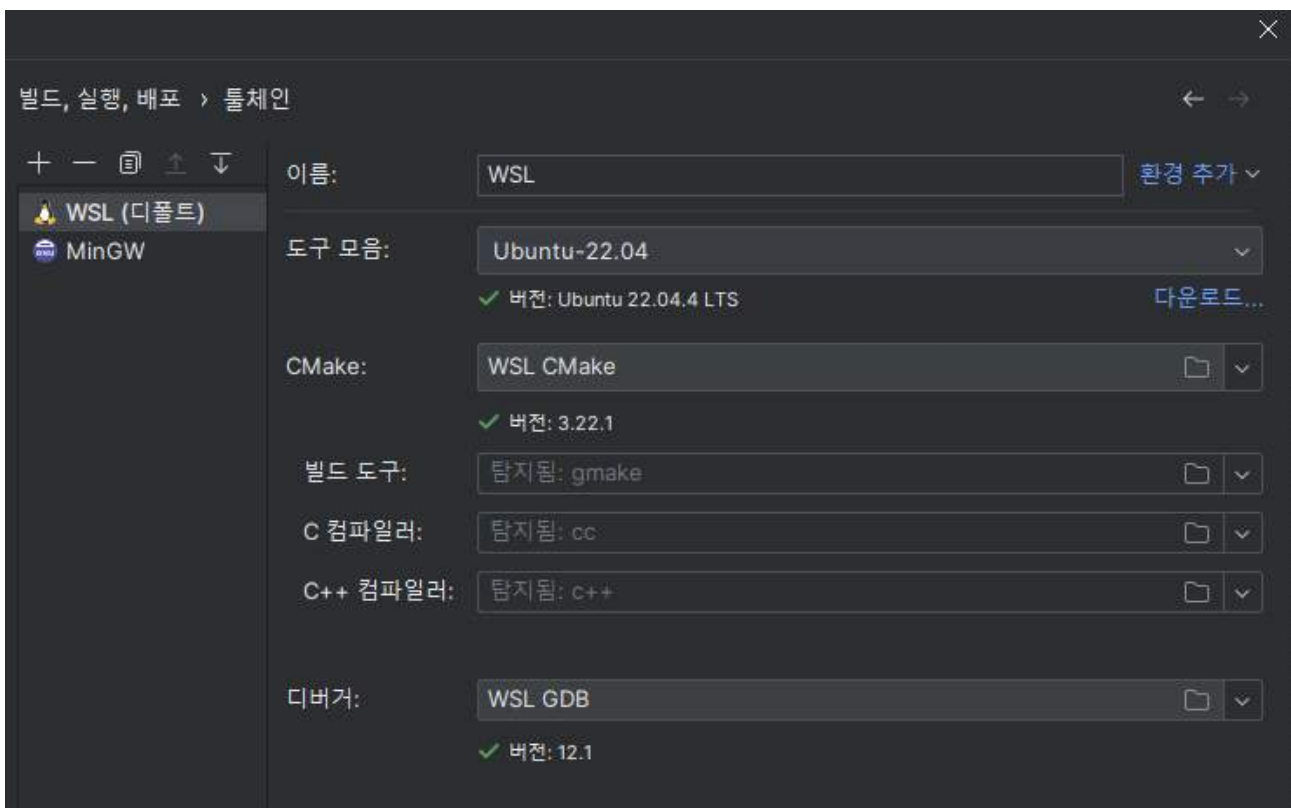 빌드, 실행, 배포 › 툴체인
WSL (디폴트)
MinGW
이름: WSL 환경 추가
도구 모음: Ubuntu-22.04
버전: Ubuntu 22.04.4 LTS 다운로드...
CMake: WSL CMake
버전: 3.22.1
빌드 도구: 탐지됨: gmake
C 컴파일러: 탐지됨: cc
C++ 컴파일러: 탐지됨: c++
디버거: WSL GDB
버전: 12.1